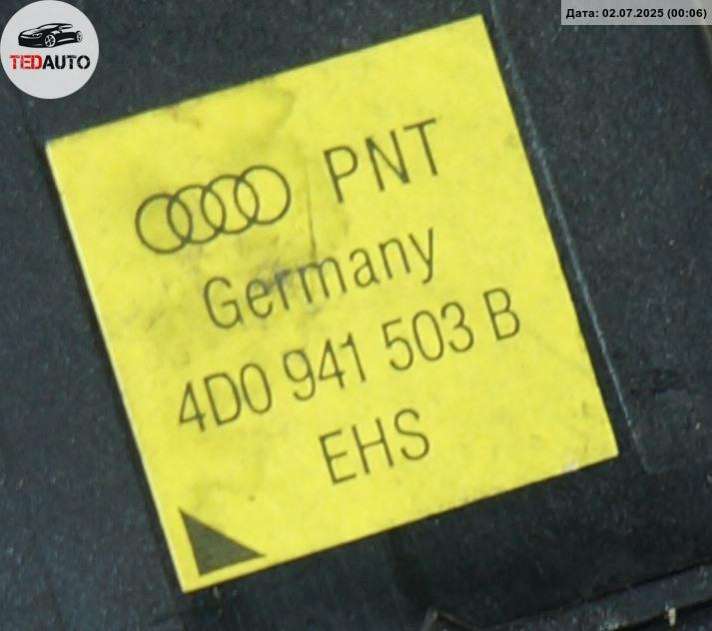 Дата: 02.07.2025 (00:06)
TEDAUTO
PNT
Germany
4D0 941 503 B
EHS